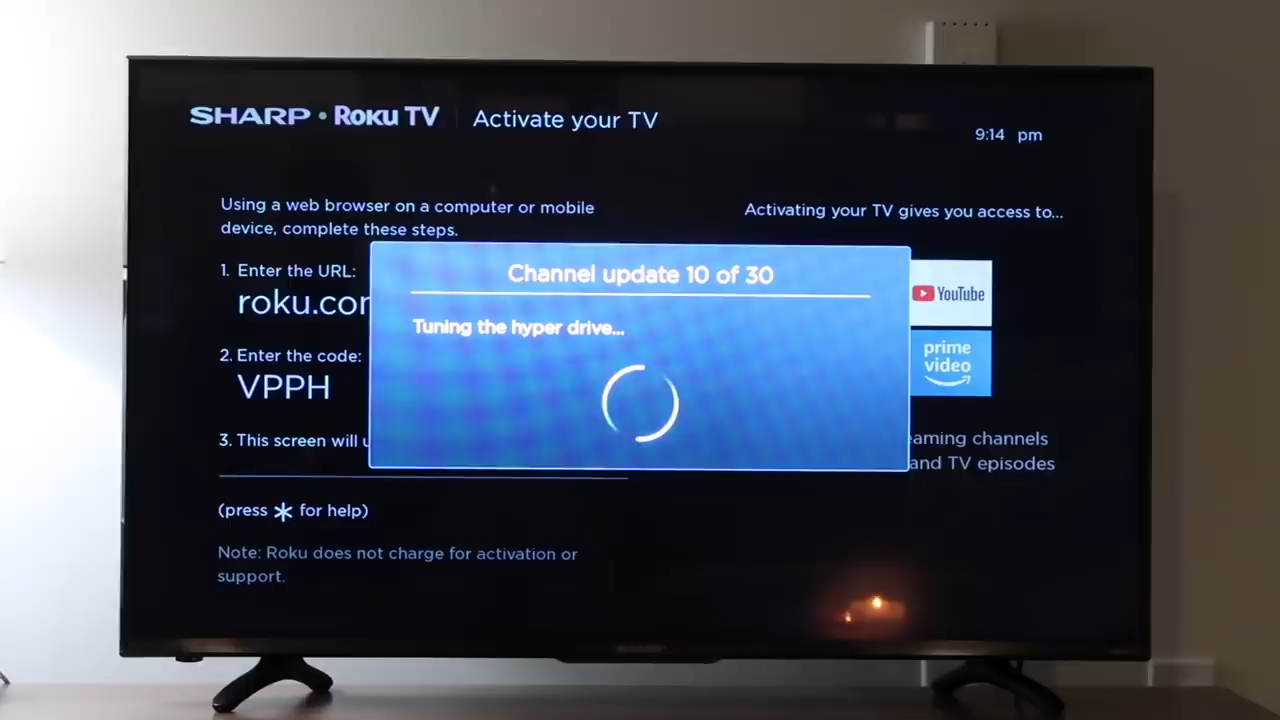 SHARP • Roku TV
Activate your TV
9:14 pm
Using a web browser on a computer or mobile
device, complete these steps.
Activating your TV gives you access to...
1. Enter the URL:
roku.co
2. Enter the code:
VPPH
3. This screen will
Channel update 10 of 30
Tuning the hyper drive...
YouTube
prime
video
channels
and TV episodes
(press * for help)
Note: Roku does not charge for activation or
support.